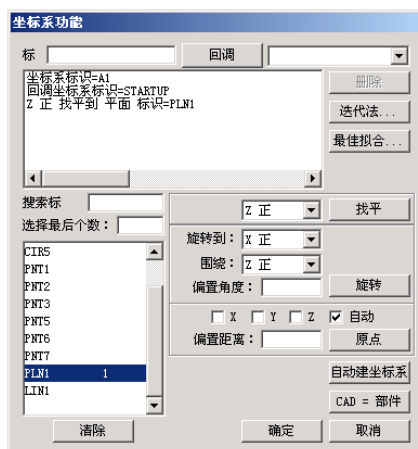 坐标系功能
标 回调
坐标系标识=A1
回调坐标系标识=STARTUP
Z 正 找平到 平面 标识=PLN1
删除
迭代法...
最佳拟合...
搜索标
选择最后个数：
Z 正 找平
旋转到： X 正
围绕： Z 正
偏置角度： 旋转
X Y Z 自动
偏置距离： 原点
CIR5
PNT1
PNT2
PNT3
PNT5
PNT6
PNT7
PLN1 1
LIN1
自动建坐标系
CAD = 部件
清除 确定 取消